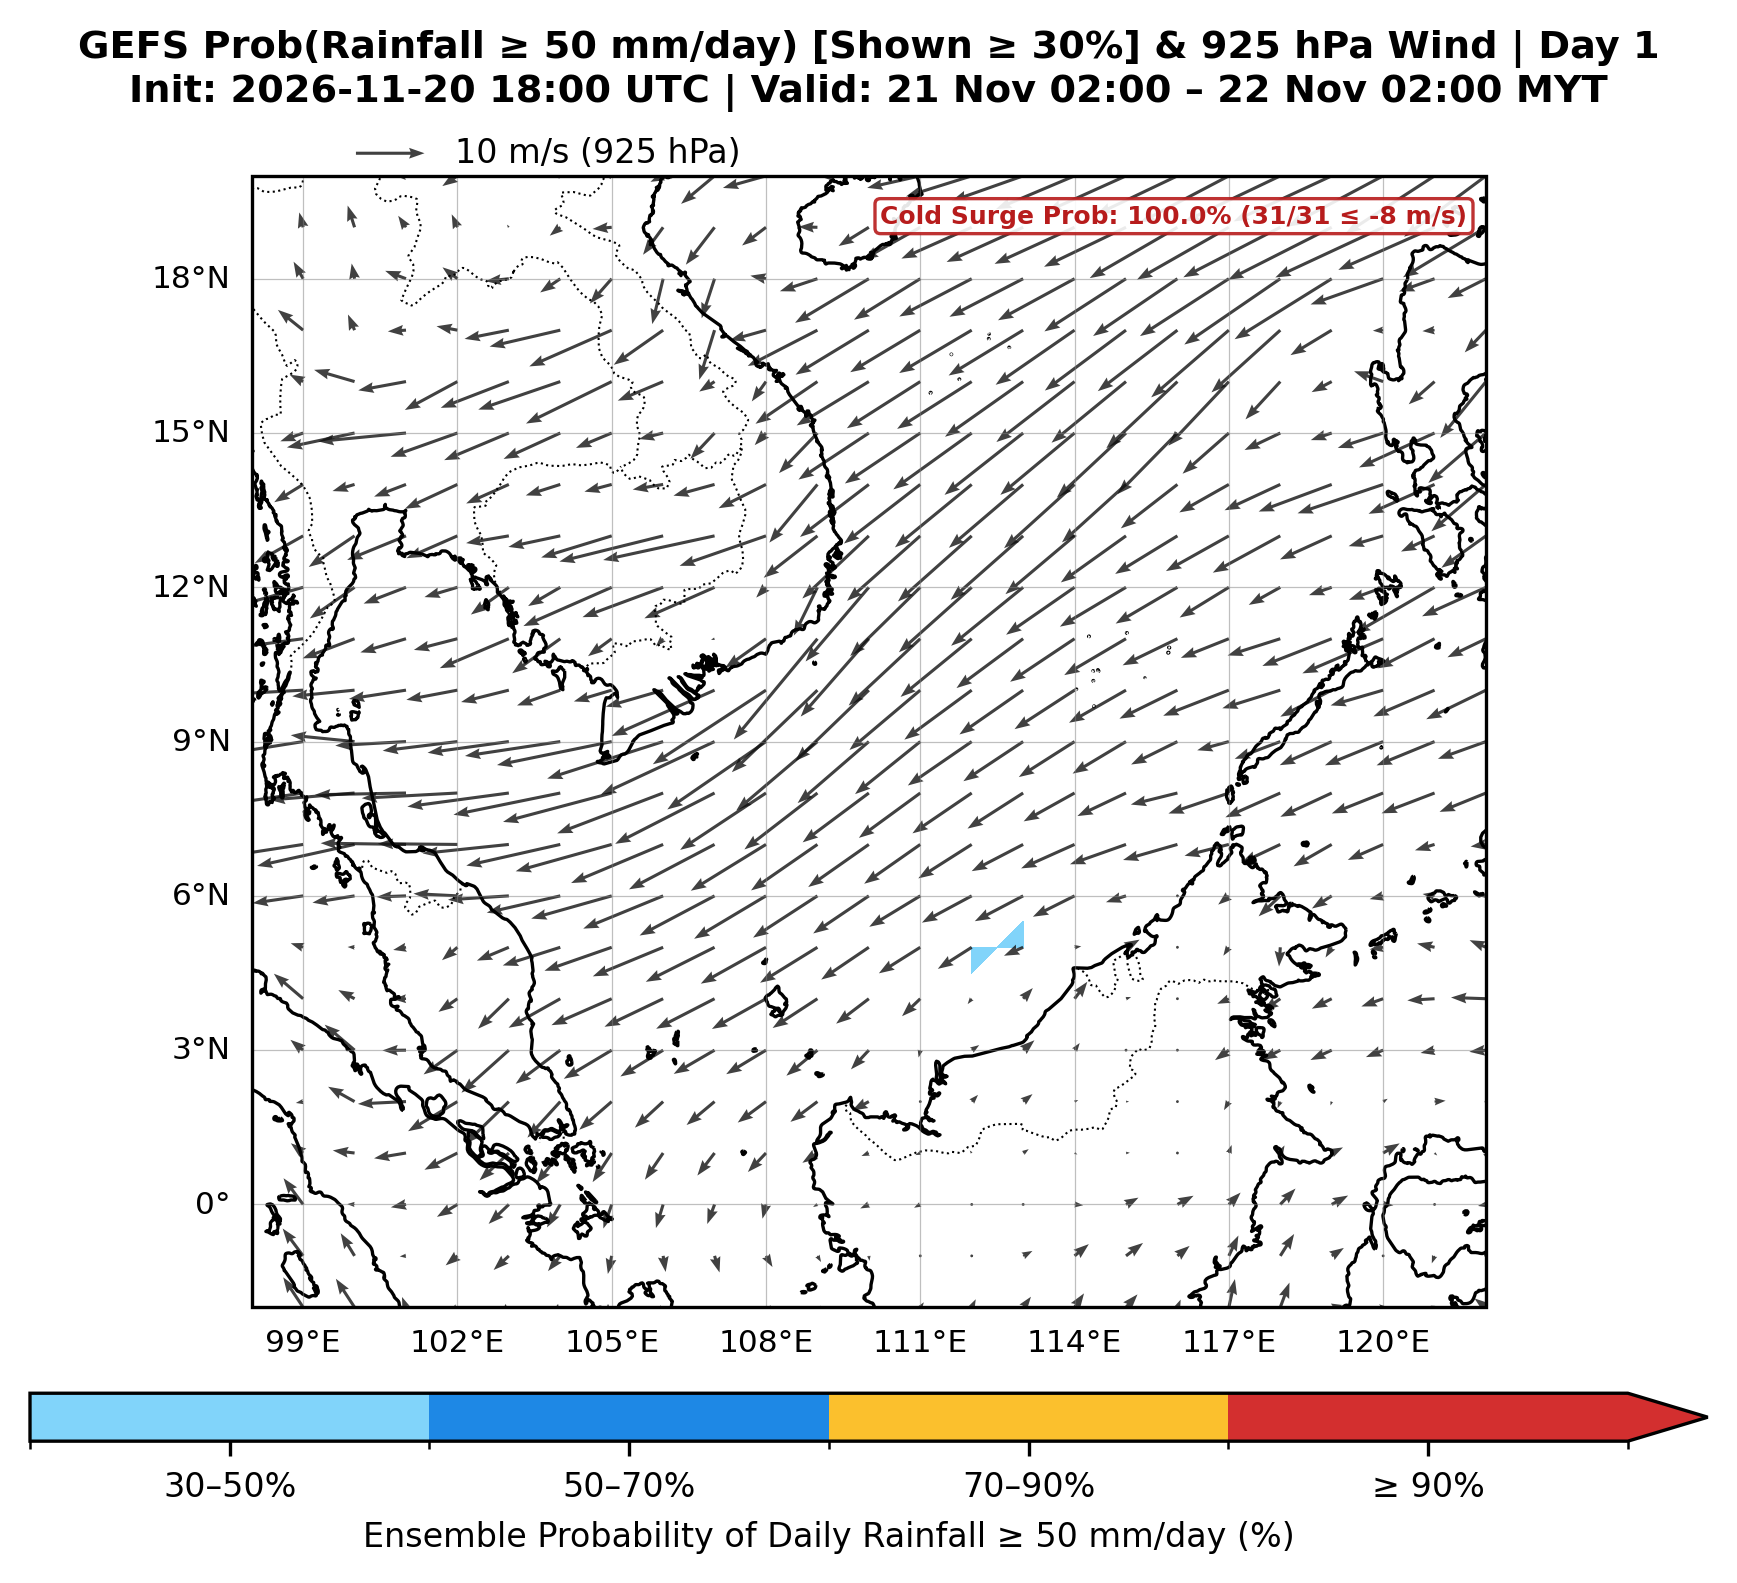 GEFS Prob(Rainfall ≥ 50 mm/day) [Shown ≥ 30%] & 925 hPa Wind | Day 1
Init: 2026-11-20 18:00 UTC | Valid: 21 Nov 02:00 – 22 Nov 02:00 MYT
10 m/s (925 hPa)
Cold Surge Prob: 100.0% (31/31 ≤ -8 m/s)
18°N
15°N
12°N
9°N
6°N
3°N
0°
99°E 102°E 105°E 108°E 111°E 114°E 117°E 120°E
30–50% 50–70% 70–90% ≥ 90%
Ensemble Probability of Daily Rainfall ≥ 50 mm/day (%)